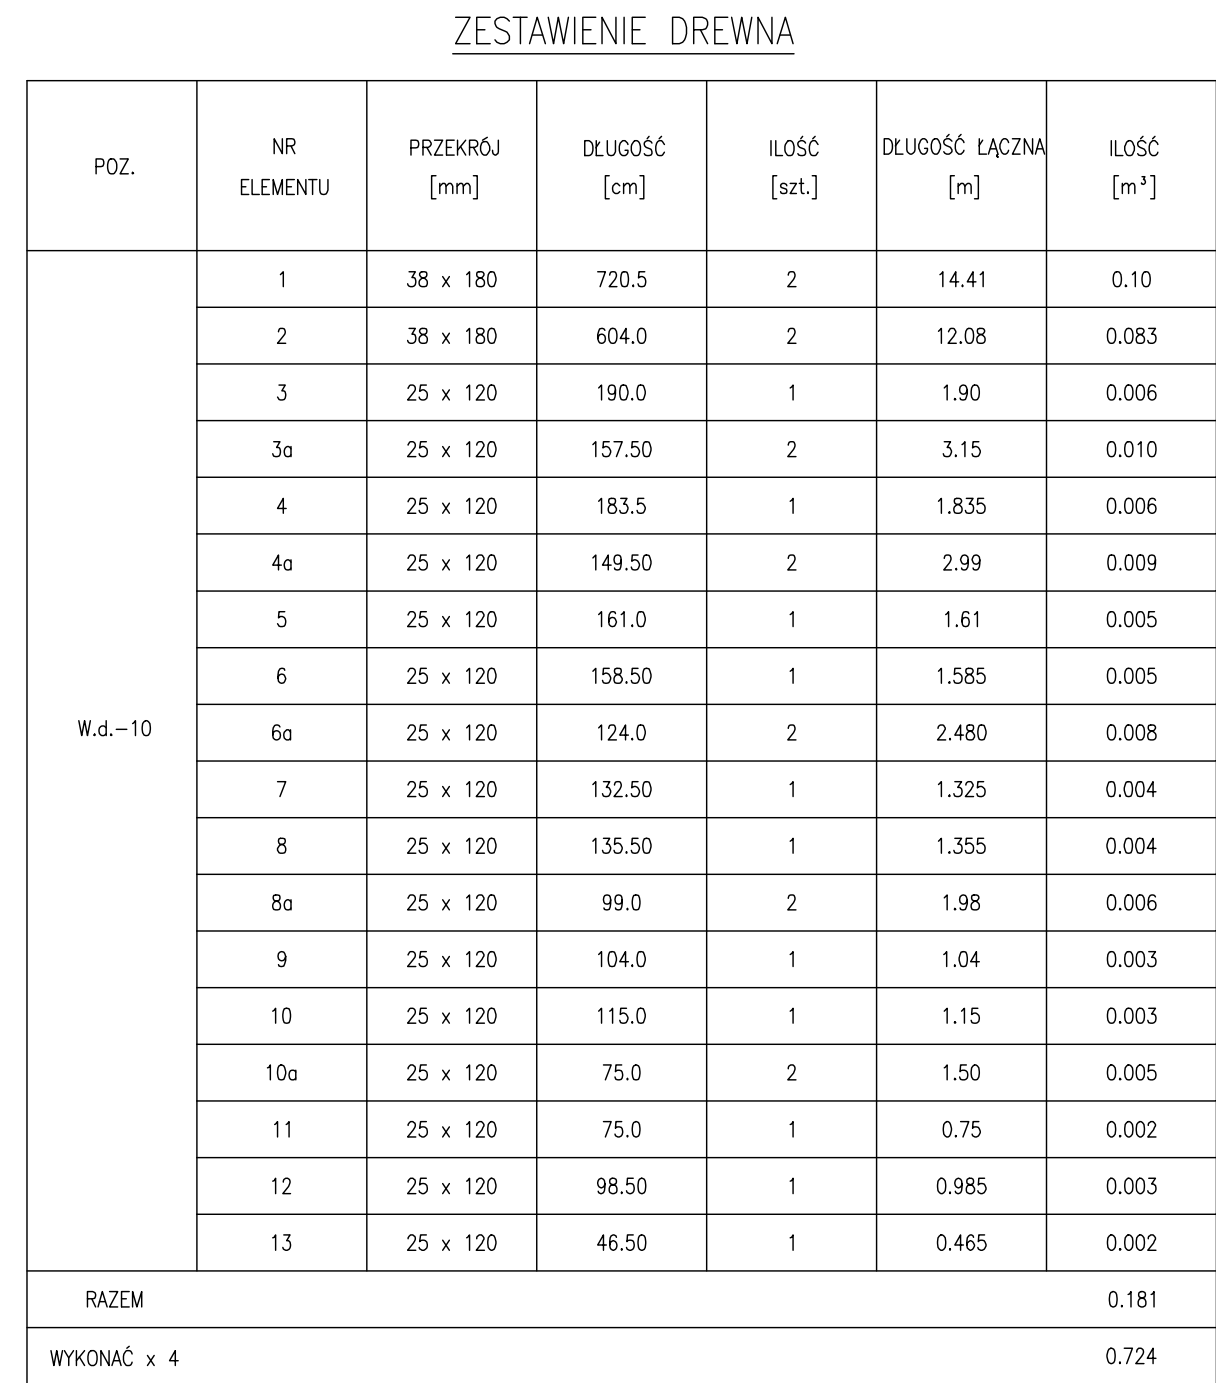 ZESTAWIENIE DREWNA
POZ. NR ELEMENTU PRZEKRÓJ [mm] DŁUGOŚĆ [cm] ILOŚĆ [szt.] DŁUGOŚĆ ŁĄCZNA [m] ILOŚĆ [m³]
1 38 x 180 720.5 2 14.41 0.10
2 38 x 180 604.0 2 12.08 0.083
3 25 x 120 190.0 1 1.90 0.006
3a 25 x 120 157.50 2 3.15 0.010
4 25 x 120 183.5 1 1.835 0.006
4a 25 x 120 149.50 2 2.99 0.009
5 25 x 120 161.0 1 1.61 0.005
6 25 x 120 158.50 1 1.585 0.005
W.d.-10
6a 25 x 120 124.0 2 2.480 0.008
7 25 x 120 132.50 1 1.325 0.004
8 25 x 120 135.50 1 1.355 0.004
8a 25 x 120 99.0 2 1.98 0.006
9 25 x 120 104.0 1 1.04 0.003
10 25 x 120 115.0 1 1.15 0.003
10a 25 x 120 75.0 2 1.50 0.005
11 25 x 120 75.0 1 0.75 0.002
12 25 x 120 98.50 1 0.985 0.003
13 25 x 120 46.50 1 0.465 0.002
RAZEM 0.181
WYKONAĆ x 4 0.724